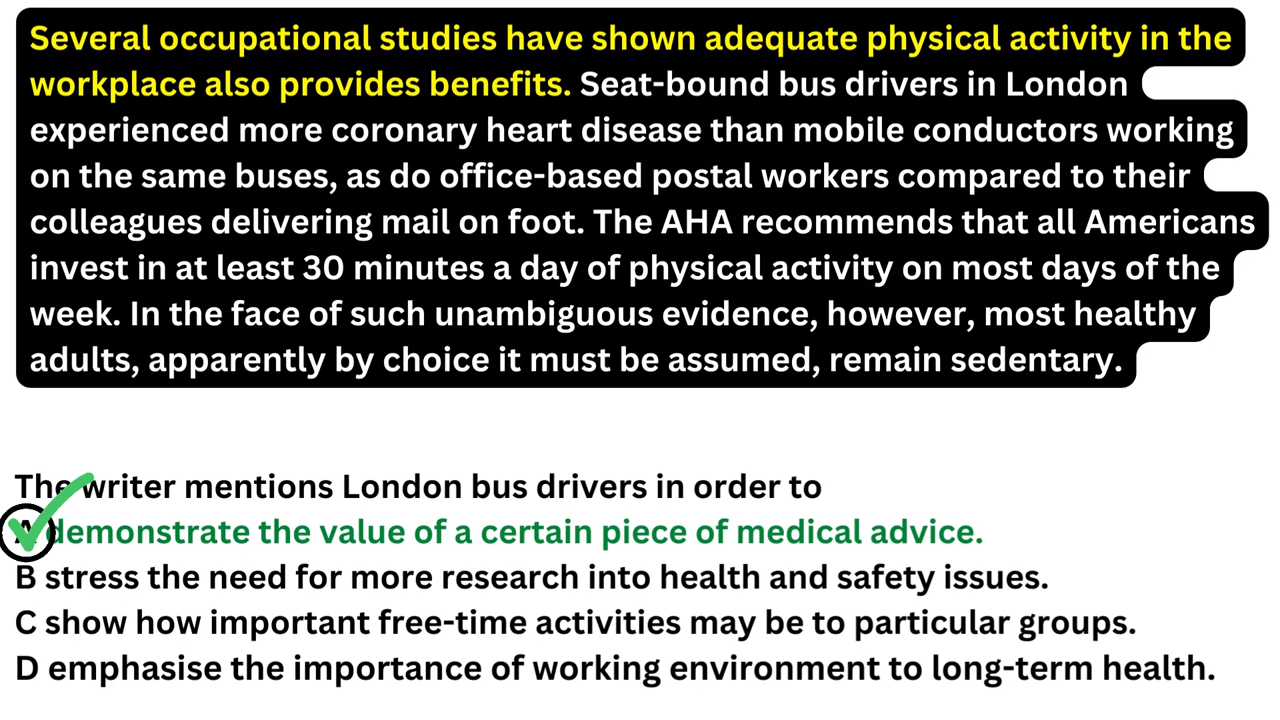 Several occupational studies have shown adequate physical activity in the
workplace also provides benefits. Seat-bound bus drivers in London
experienced more coronary heart disease than mobile conductors working
on the same buses, as do office-based postal workers compared to their
colleagues delivering mail on foot. The AHA recommends that all Americans
invest in at least 30 minutes a day of physical activity on most days of the
week. In the face of such unambiguous evidence, however, most healthy
adults, apparently by choice it must be assumed, remain sedentary.
The writer mentions London bus drivers in order to
A demonstrate the value of a certain piece of medical advice.
B stress the need for more research into health and safety issues.
C show how important free-time activities may be to particular groups.
D emphasise the importance of working environment to long-term health.